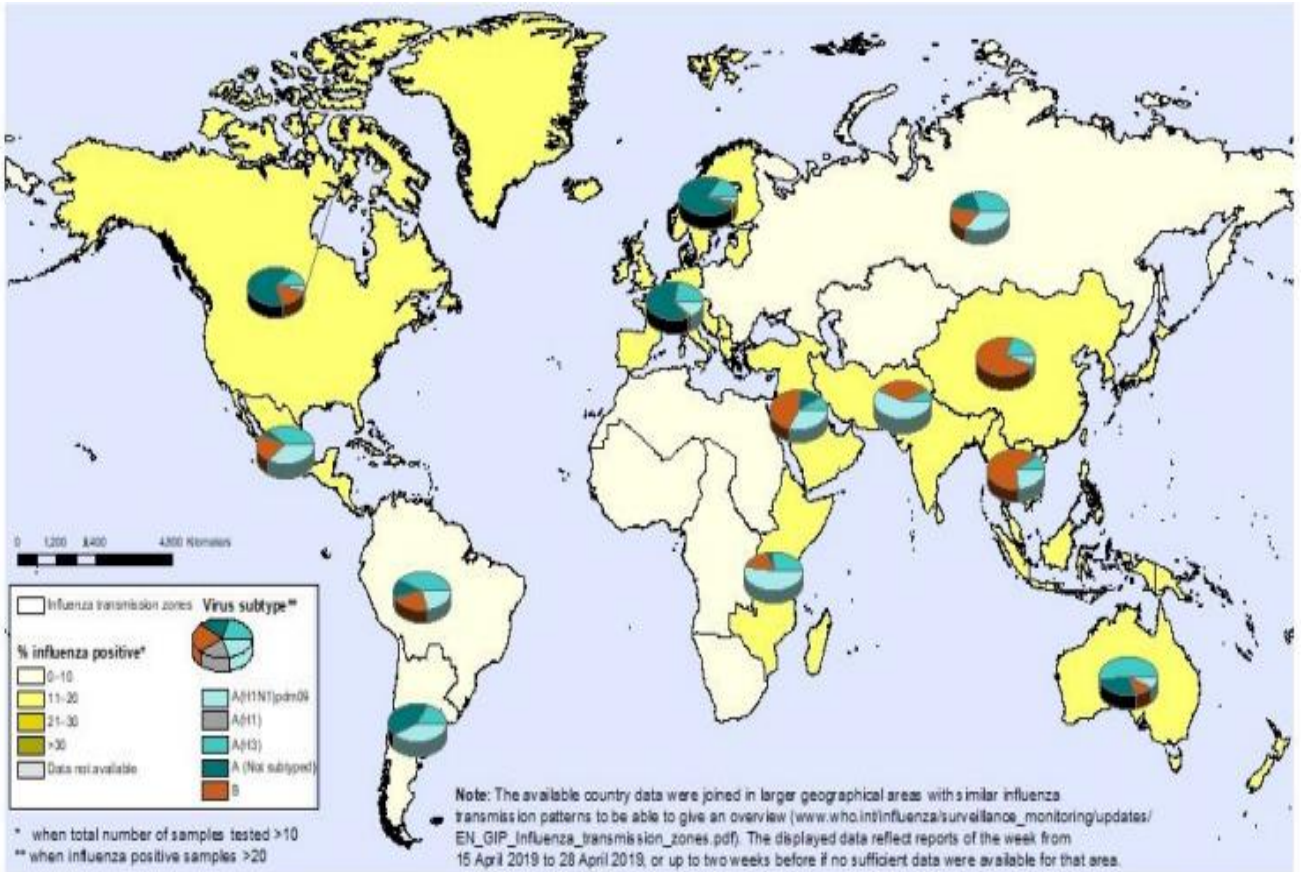 0 1,200 2,400 4,800 Kilometers
Influenza transmission zones
Virus subtype**
% influenza positive*
0–10
11–20
21–30
>30
Data not available
A(H1N1)pdm09
A(H1)
A(H3)
A (Not subtyped)
B
* when total number of samples tested >10
** when influenza positive samples >20
Note: The available country data were joined in larger geographical areas with similar influenza
transmission patterns to be able to give an overview (www.who.int/influenza/surveillance_monitoring/updates/
EN_GIP_Influenza_transmission_zones.pdf). The displayed data reflect reports of the week from
15 April 2019 to 28 April 2019, or up to two weeks before if no sufficient data were available for that area.